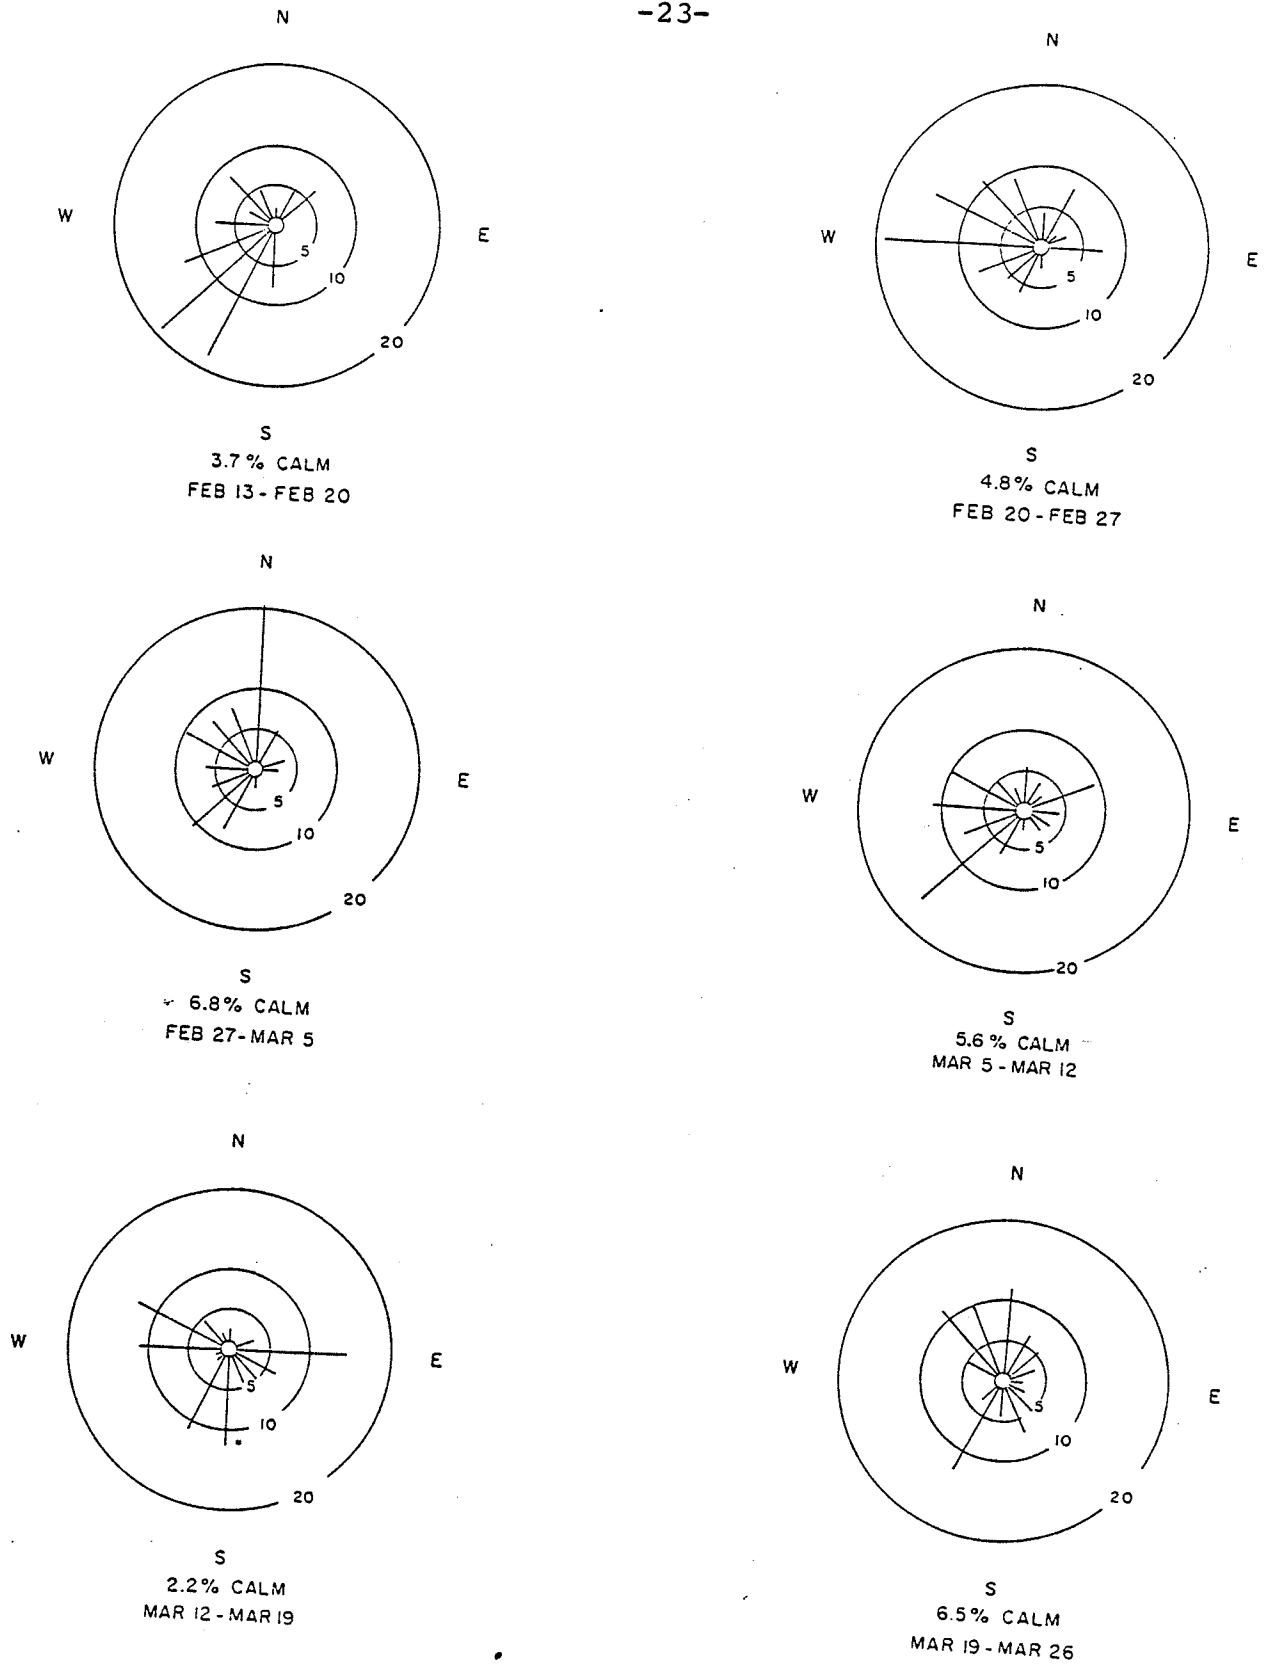 -23-
N
W
E
5
10
20
S
3.7% CALM
FEB 13 - FEB 20
N
W
E
5
10
20
S
4.8% CALM
FEB 20 - FEB 27
N
W
E
5
10
20
S
6.8% CALM
FEB 27 - MAR 5
N
W
E
5
10
20
S
5.6% CALM
MAR 5 - MAR 12
N
W
E
5
10
20
S
2.2% CALM
MAR 12 - MAR 19
N
W
E
5
10
20
S
6.5% CALM
MAR 19 - MAR 26